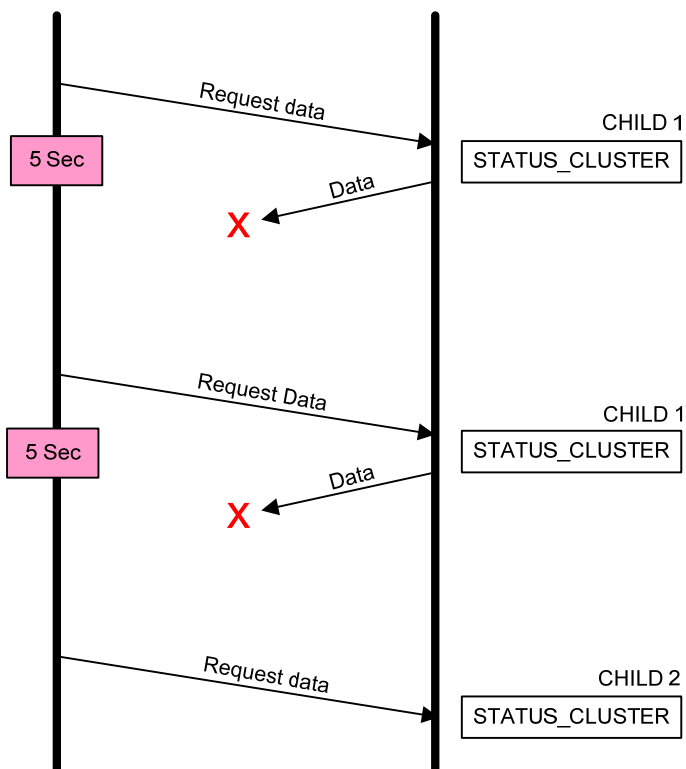 Request data
CHILD 1
5 Sec
STATUS_CLUSTER
Data
X
Request Data
CHILD 1
5 Sec
STATUS_CLUSTER
Data
X
Request data
CHILD 2
STATUS_CLUSTER